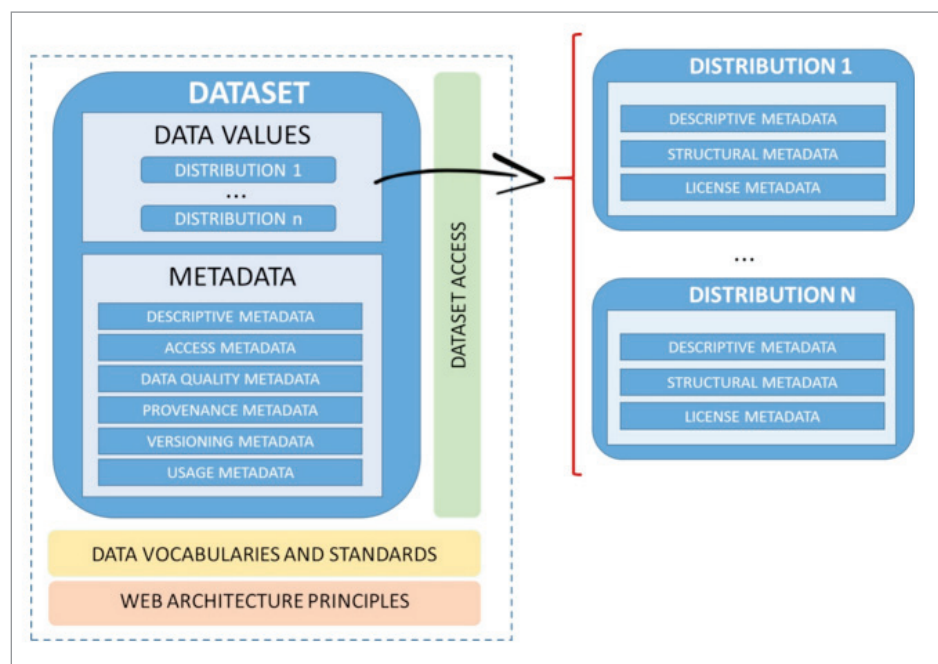 DATASET
DATA VALUES
DISTRIBUTION 1
...
DISTRIBUTION n
METADATA
DESCRIPTIVE METADATA
ACCESS METADATA
DATA QUALITY METADATA
PROVENANCE METADATA
VERSIONING METADATA
USAGE METADATA
DATASET ACCESS
DATA VOCABULARIES AND STANDARDS
WEB ARCHITECTURE PRINCIPLES
DISTRIBUTION 1
DESCRIPTIVE METADATA
STRUCTURAL METADATA
LICENSE METADATA
...
DISTRIBUTION N
DESCRIPTIVE METADATA
STRUCTURAL METADATA
LICENSE METADATA